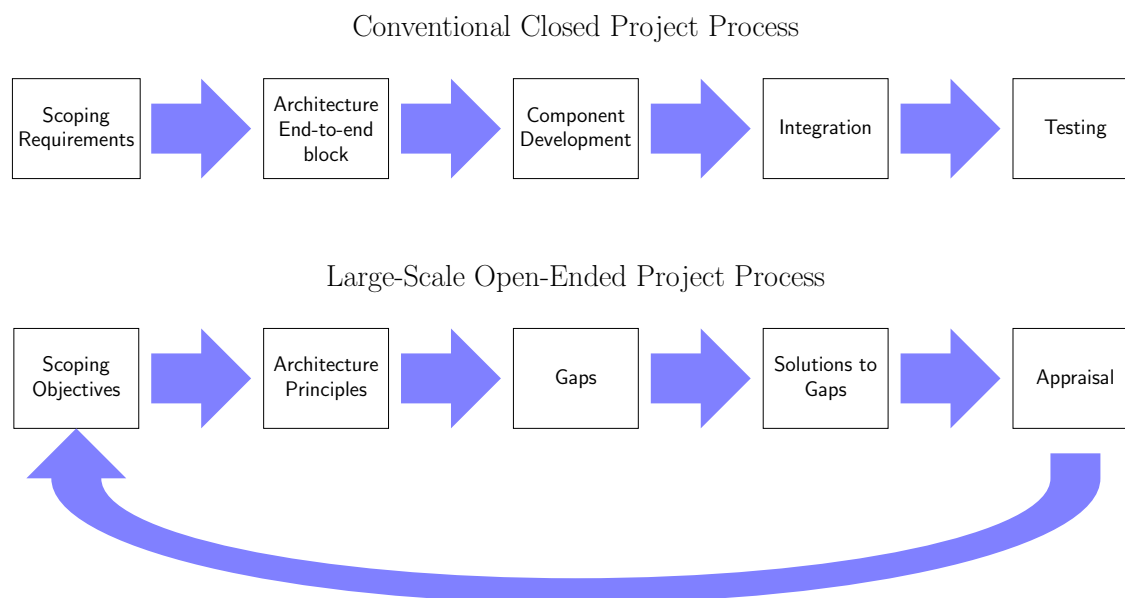 Conventional Closed Project Process
Scoping
Requirements
Architecture
End-to-end
block
Component
Development
Integration
Testing
Large-Scale Open-Ended Project Process
Scoping
Objectives
Architecture
Principles
Gaps
Solutions to
Gaps
Appraisal